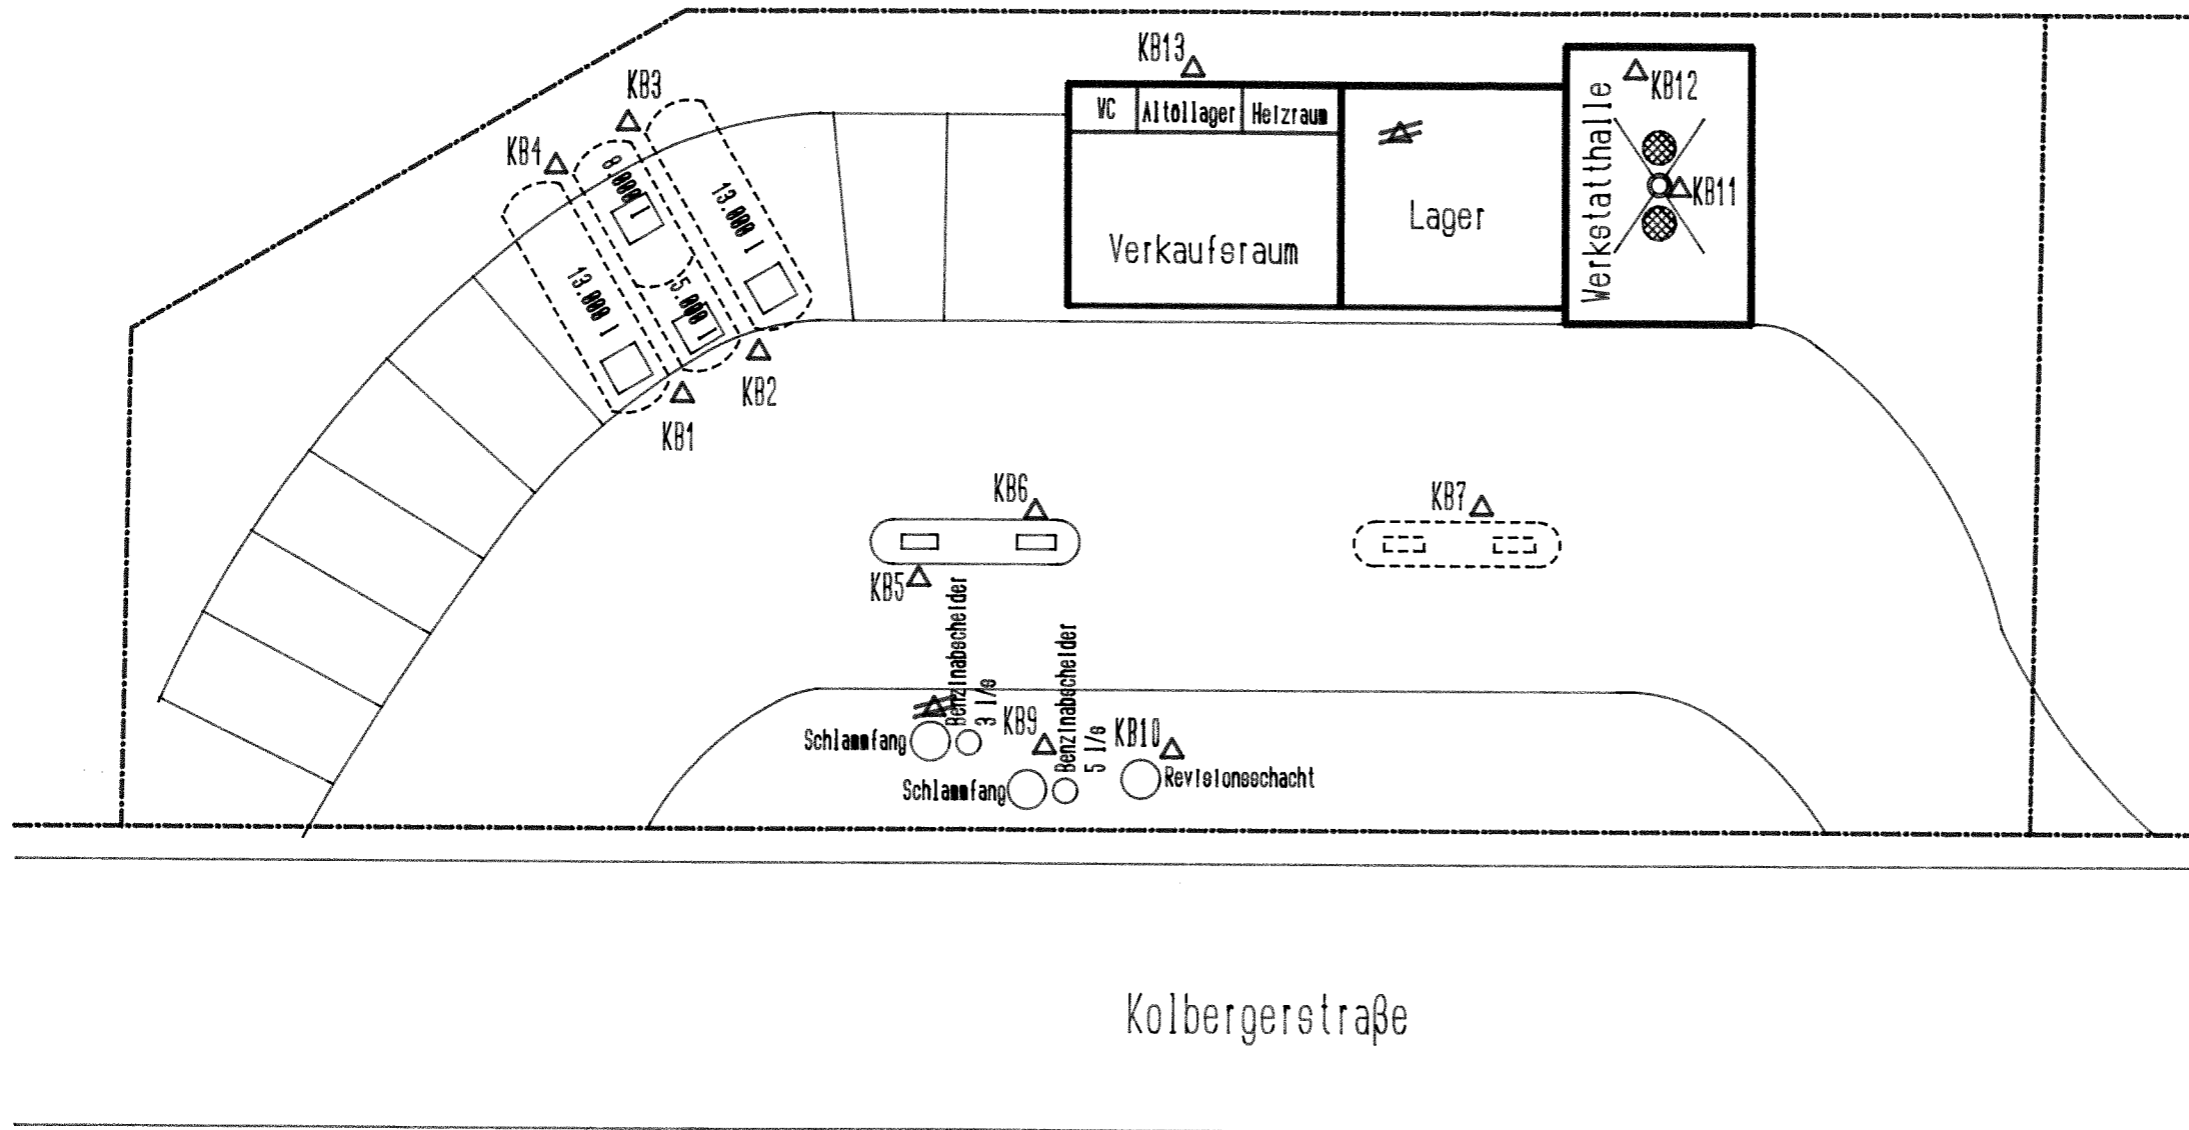 KB13
KB3
KB12
KB4
WC
Altöllager
Heizraum
8.000 l
13.000 l
Werkstatthalle
KB11
Lager
Verkaufsraum
13.000 l
5.000 l
KB2
KB1
KB6
KB7
KB5
Benzinabscheider
3 l/s
Benzinabscheider
5 l/s
KB9
KB10
Schlammfang
Schlammfang
Revisionsschacht
Kolbergerstraße